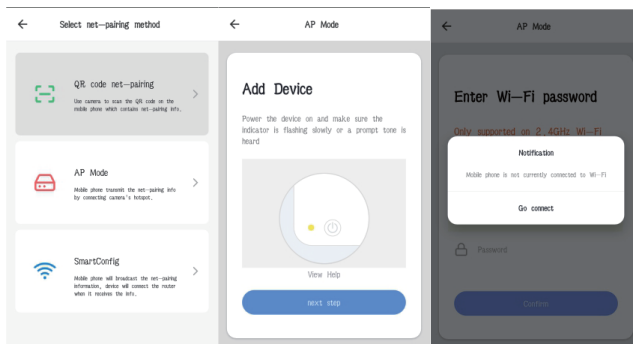 Select net-pairing method
QR code net-pairing
Use camera to scan the QR code on the
mobile phone which contains net-pairing info.
AP Mode
Mobile phone transmit the net-pairing info
by connecting camera's hotspot.
SmartConfig
Mobile phone will broadcast the net-pairing
information, device will connect the router
when it receives the info.
AP Mode
Add Device
Power the device on and make sure the
indicator is flashing slowly or a prompt tone is
heard
View Help
next step
AP Mode
Enter Wi-Fi password
Only supported on 2.4GHz Wi-Fi
Notification
Mobile phone is not currently connected to Wi-Fi
Go connect
Password
Confirm